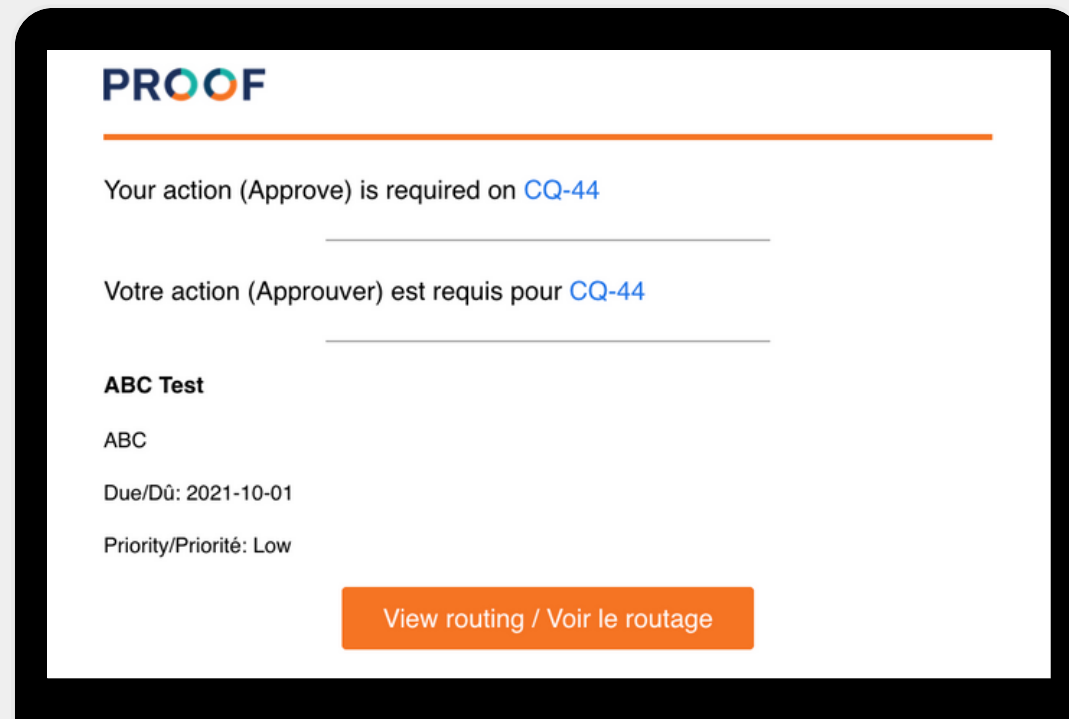 PROOF
Your action (Approve) is required on CQ-44
Votre action (Approuver) est requis pour CQ-44
ABC Test
ABC
Due/Dû: 2021-10-01
Priority/Priorité: Low
View routing / Voir le routage